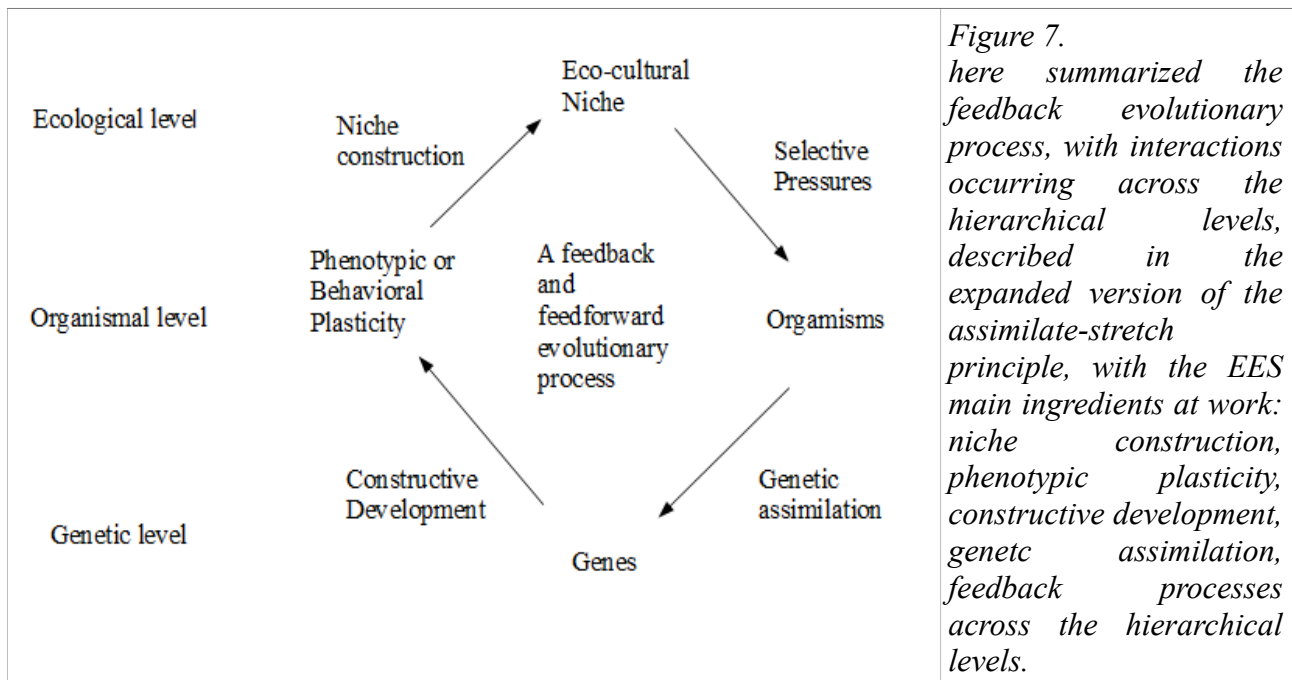 Ecological level
Niche
construction
Eco-cultural
Niche
Selective
Pressures
Organismal level
Phenotypic or
Behavioral
Plasticity
A feedback
and
feedforward
evolutionary
process
Orgamisms
Genetic level
Constructive
Development
Genes
Genetic
assimilation
Figure 7.
here summarized the
feedback evolutionary
process, with interactions
occurring across the
hierarchical levels,
described in the
expanded version of the
assimilate-stretch
principle, with the EES
main ingredients at work:
niche construction,
phenotypic plasticity,
constructive development,
genetc assimilation,
feedback processes
across the hierarchical
levels.